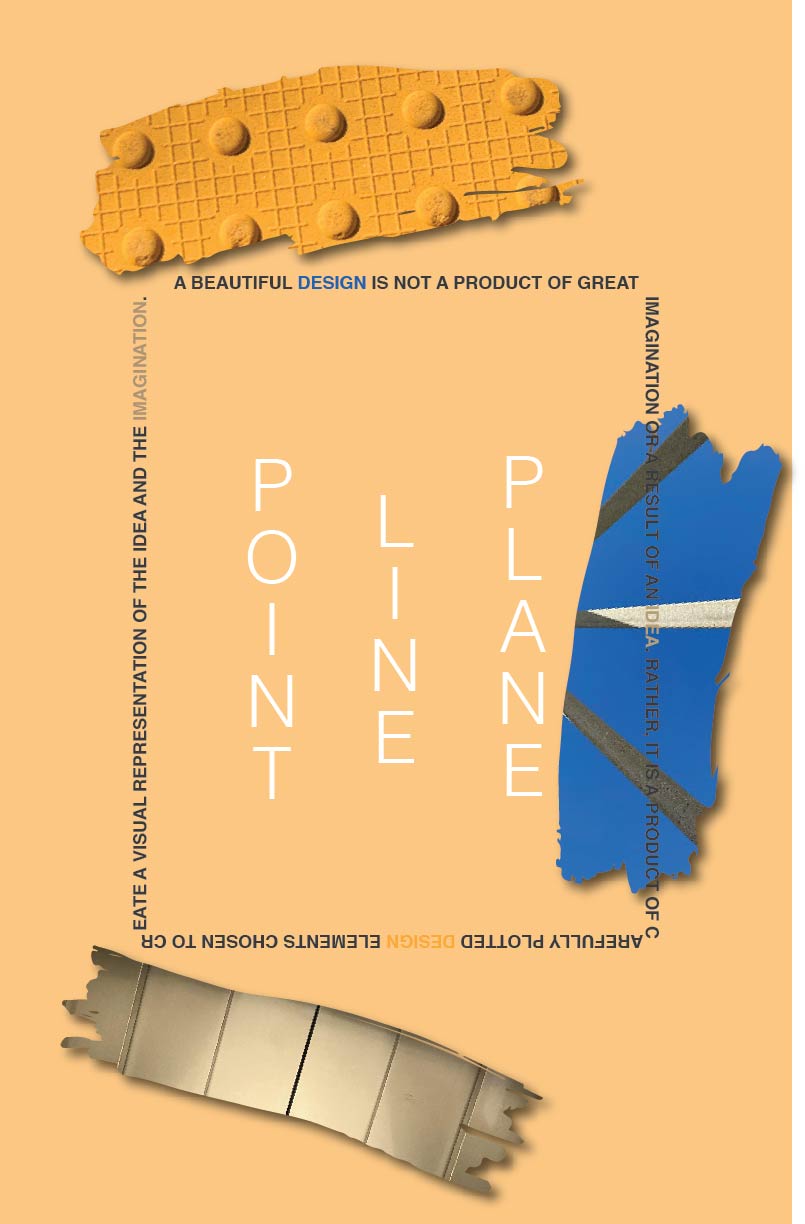 A BEAUTIFUL DESIGN IS NOT A PRODUCT OF GREAT
IMAGINATION OR A RESULT OF AN IDEA. RATHER, IT IS A PRODUCT OF C
AREFULLY PLOTTED DESIGN ELEMENTS CHOSEN TO CR
EATE A VISUAL REPRESENTATION OF THE IDEA AND THE IMAGINATION.
POINT
LINE
PLANE